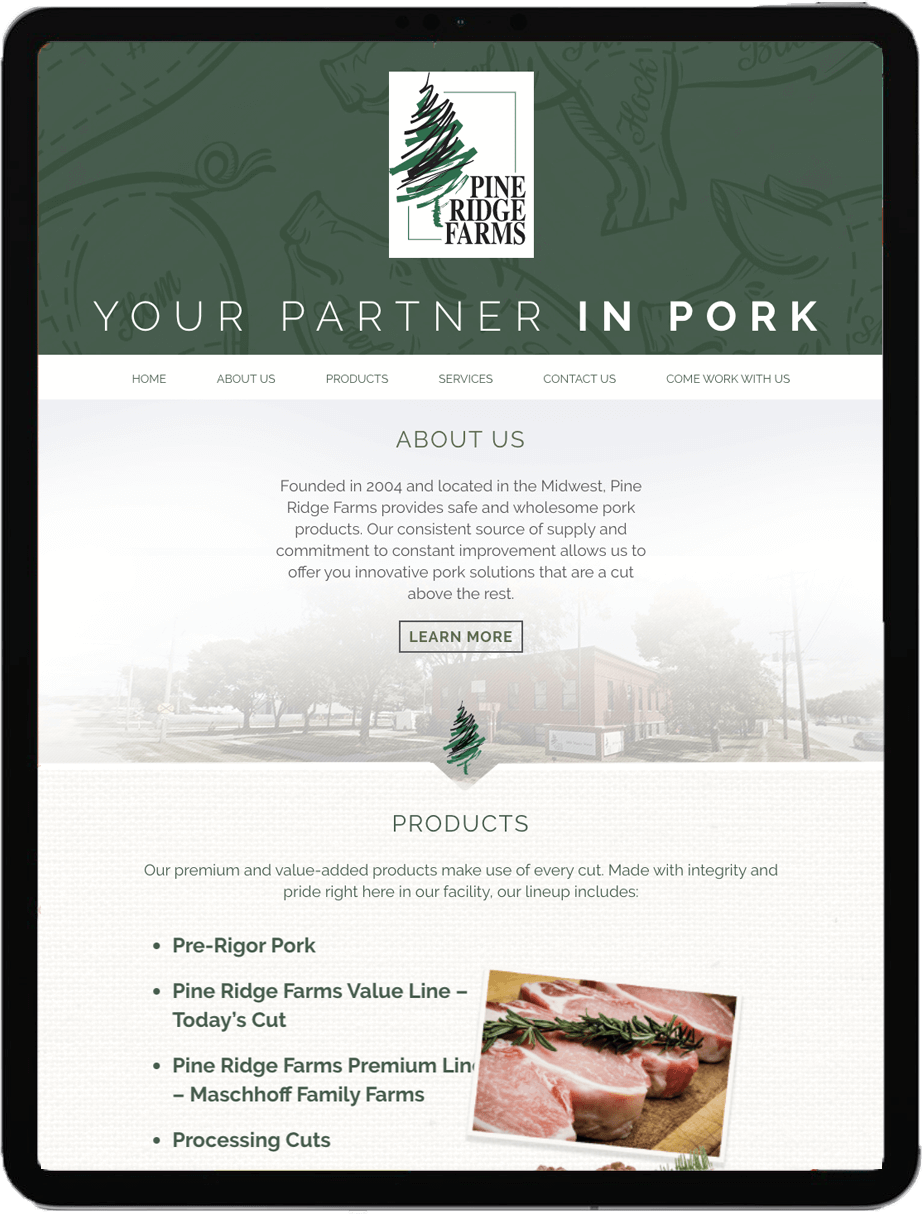 Hock
PINE
RIDGE
FARMS
Ham
YOUR PARTNER IN PORK
HOME ABOUT US PRODUCTS SERVICES CONTACT US COME WORK WITH US
ABOUT US
Founded in 2004 and located in the Midwest, Pine
Ridge Farms provides safe and wholesome pork
products. Our consistent source of supply and
commitment to constant improvement allows us to
offer you innovative pork solutions that are a cut
above the rest.
LEARN MORE
PRODUCTS
Our premium and value-added products make use of every cut. Made with integrity and
pride right here in our facility, our lineup includes:
• Pre-Rigor Pork
• Pine Ridge Farms Value Line –
Today's Cut
• Pine Ridge Farms Premium Line
– Maschhoff Family Farms
• Processing Cuts